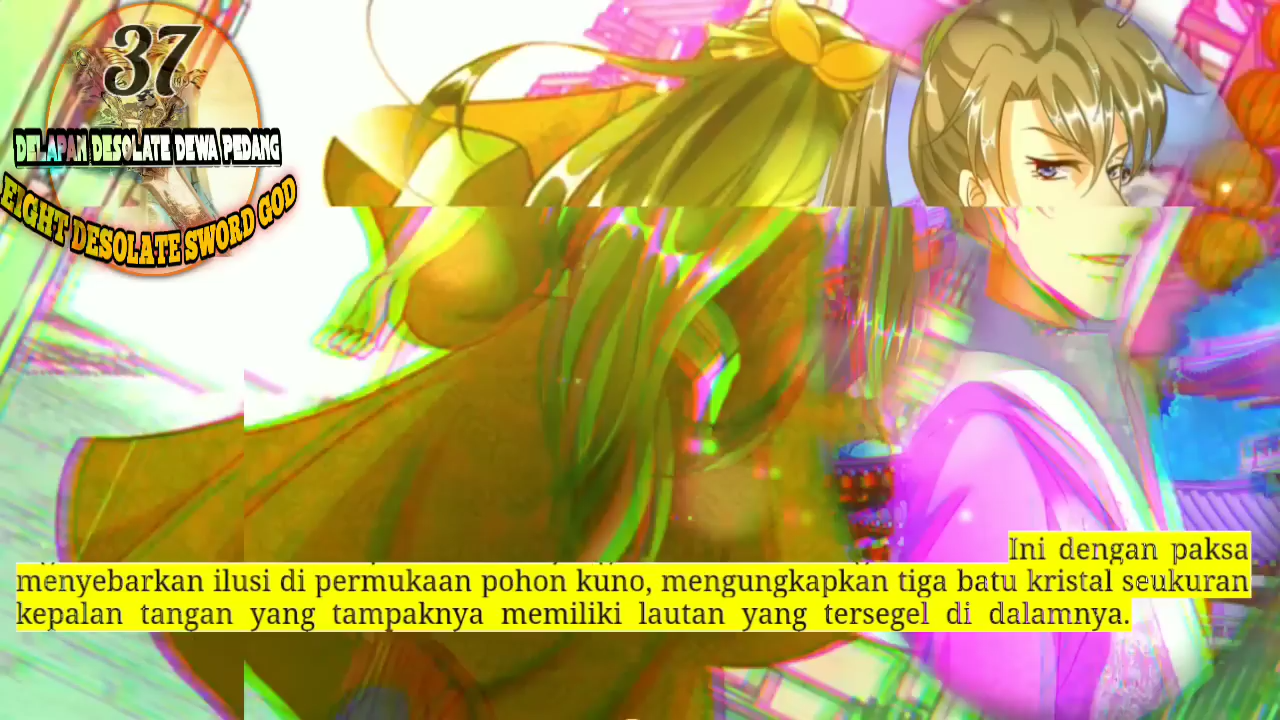 37
DELAPAN DESOLATE DEWA PEDANG
EIGHT DESOLATE SWORD GOD
Ini dengan paksa
menyebarkan ilusi di permukaan pohon kuno, mengungkapkan tiga batu kristal seukuran
kepalan tangan yang tampaknya memiliki lautan yang tersegel di dalamnya.